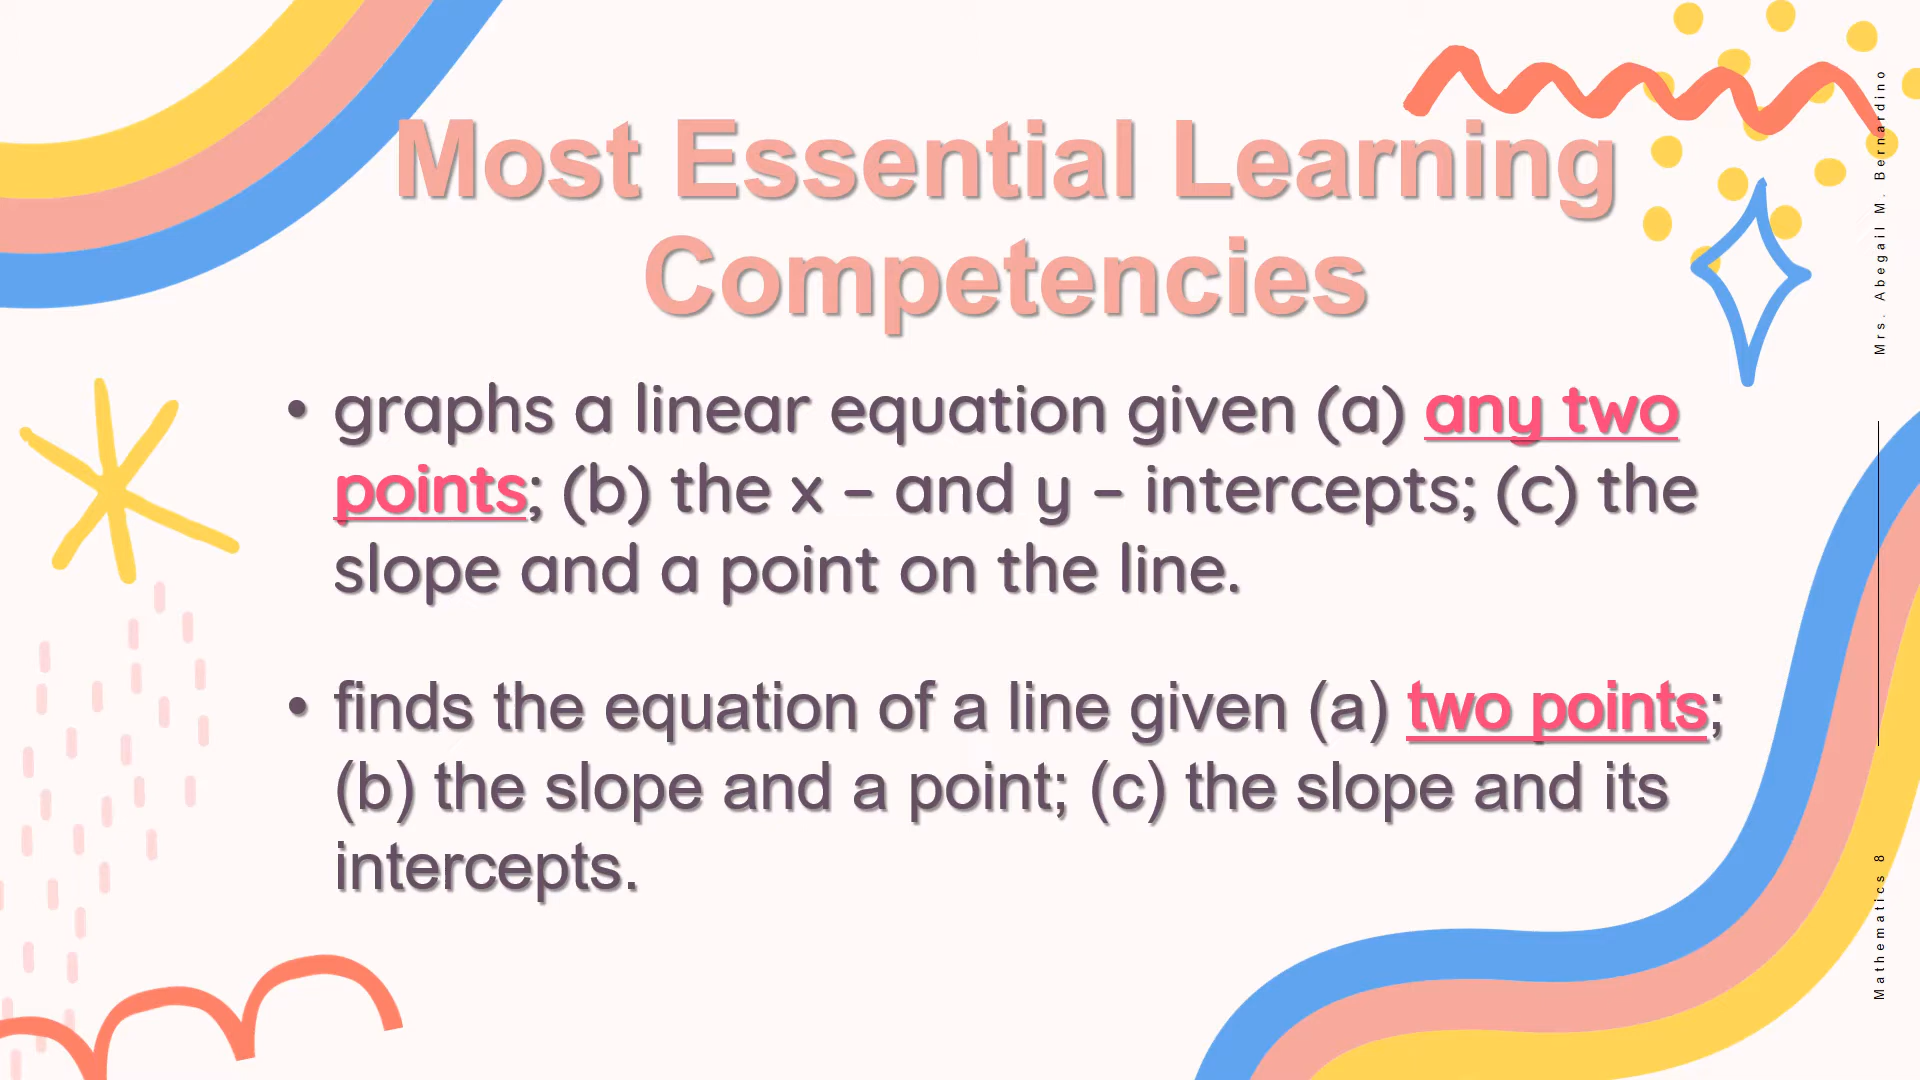 Most Essential Learning
Competencies
• graphs a linear equation given (a) any two
points; (b) the x – and y – intercepts; (c) the
slope and a point on the line.
• finds the equation of a line given (a) two points;
(b) the slope and a point; (c) the slope and its
intercepts.
Mrs. Abegail M. Bernardino
Mathematics 8